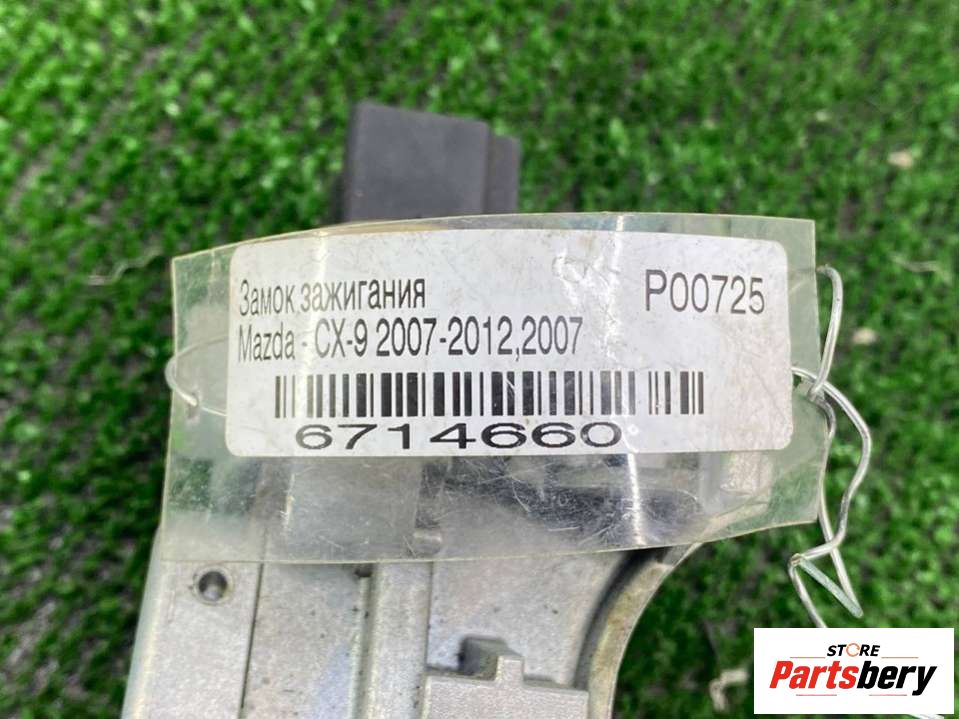 Замок зажигания P00725
Mazda - CX-9 2007-2012,2007
6714660
STORE
Partsbery